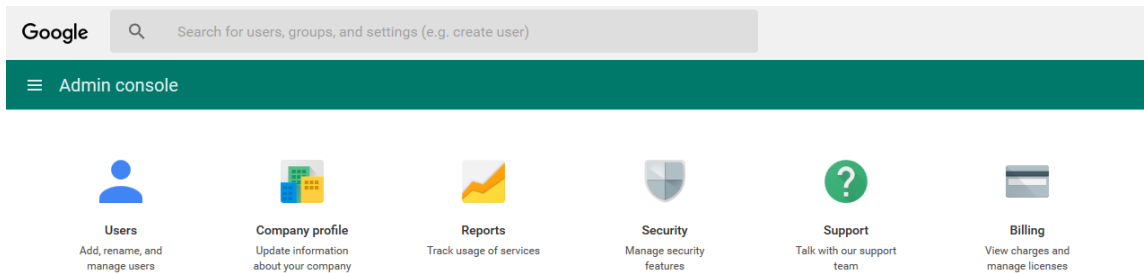 Google
Search for users, groups, and settings (e.g. create user)
Admin console
Users
Add, rename, and
manage users
Company profile
Update information
about your company
Reports
Track usage of services
Security
Manage security
features
Support
Talk with our support
team
Billing
View charges and
manage licenses